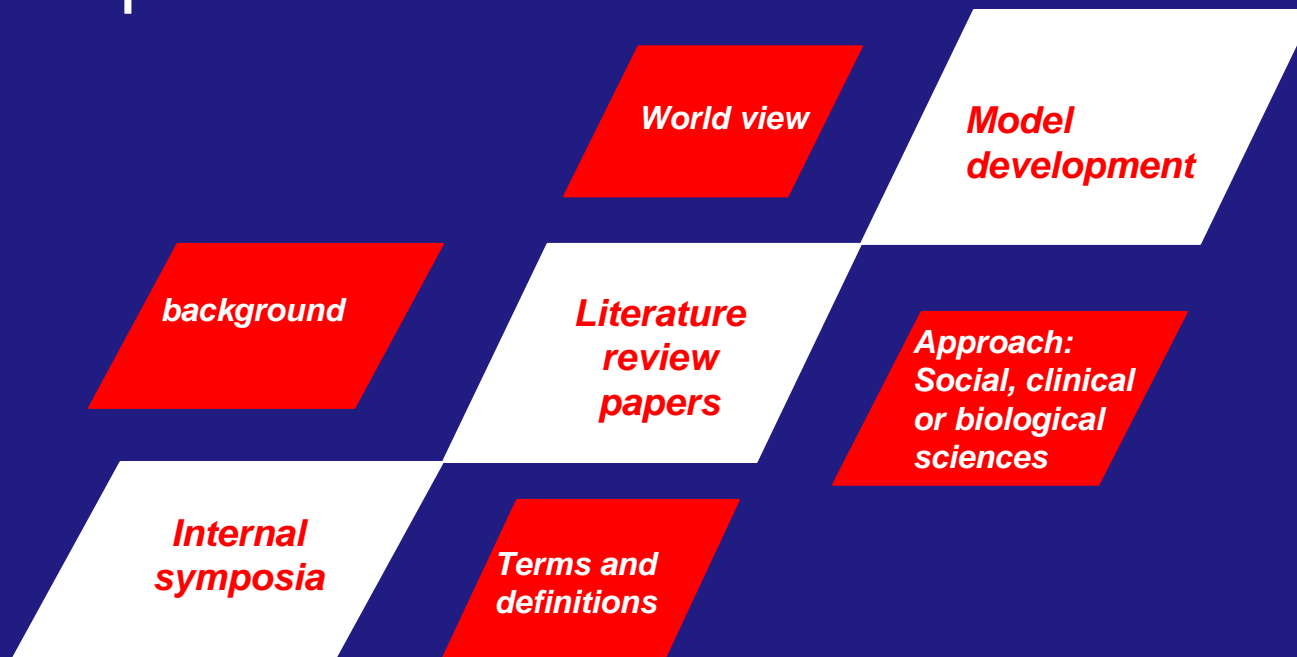 World view
Model
development
background
Literature
review
papers
Approach:
Social, clinical
or biological
sciences
Internal
symposia
Terms and
definitions